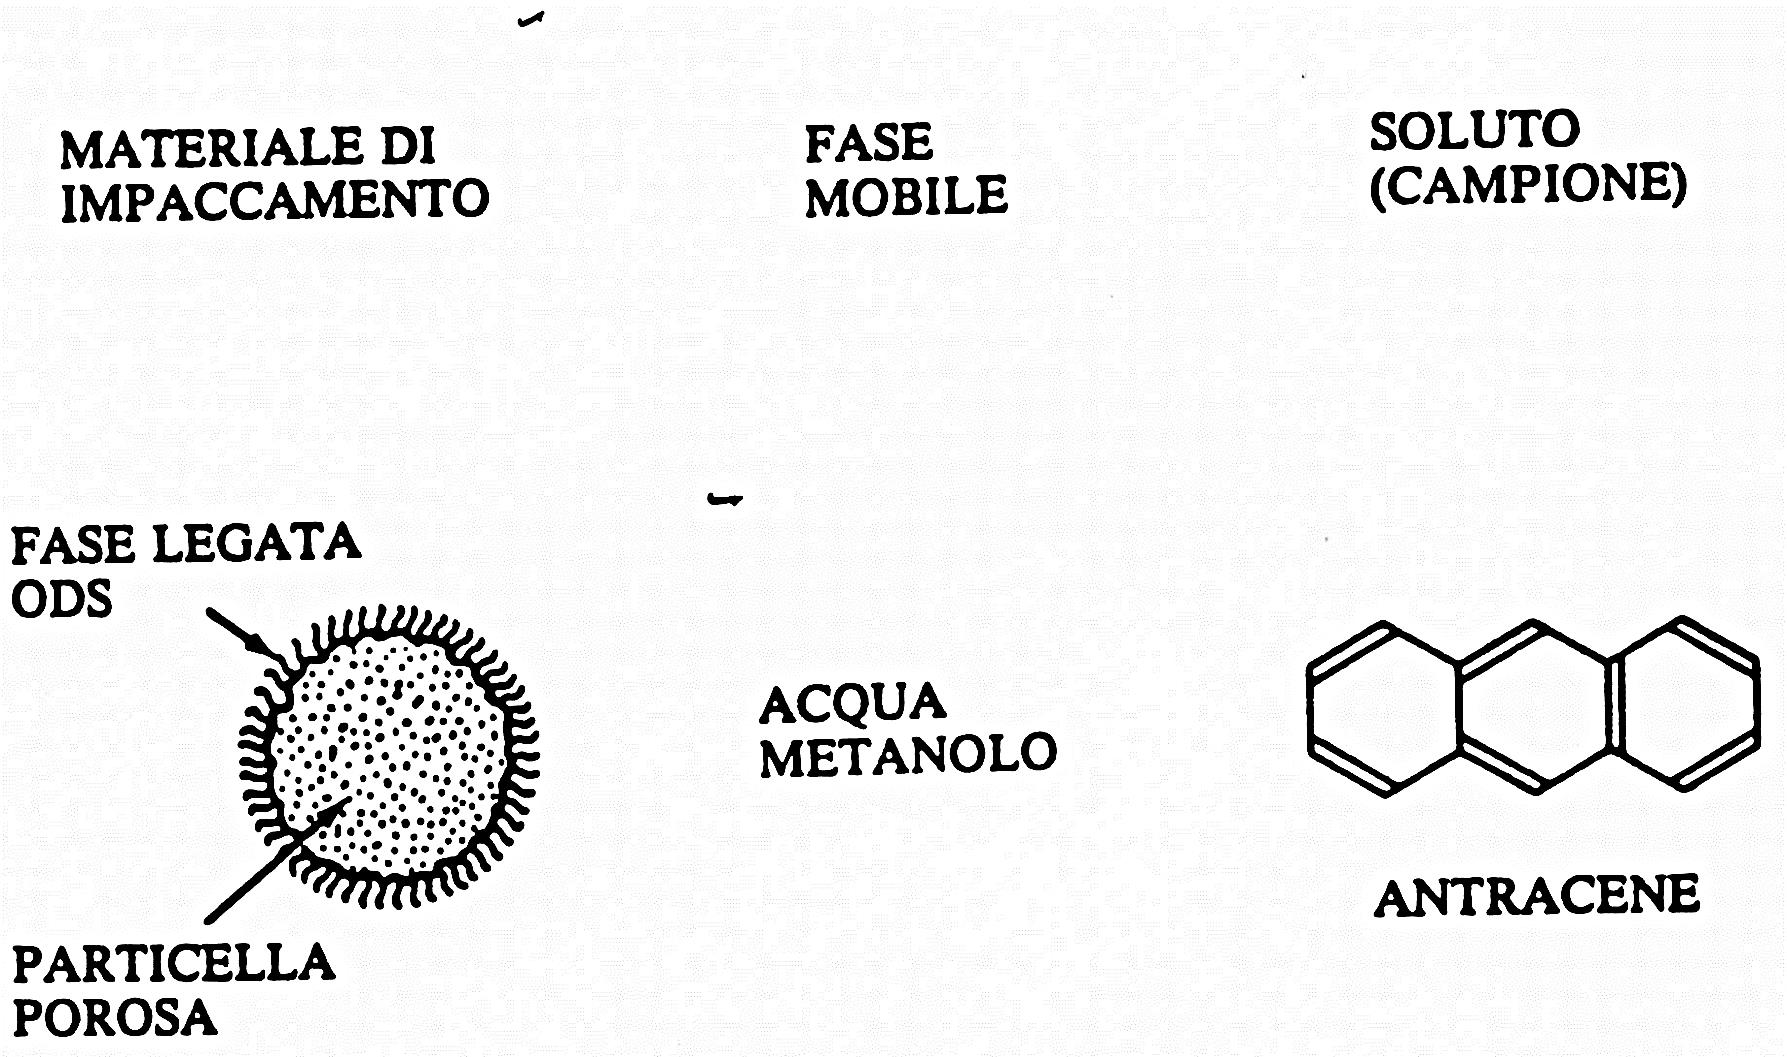 MATERIALE DI
IMPACCAMENTO
FASE
MOBILE
SOLUTO
(CAMPIONE)
FASE LEGATA
ODS
ACQUA
METANOLO
ANTRACENE
PARTICELLA
POROSA